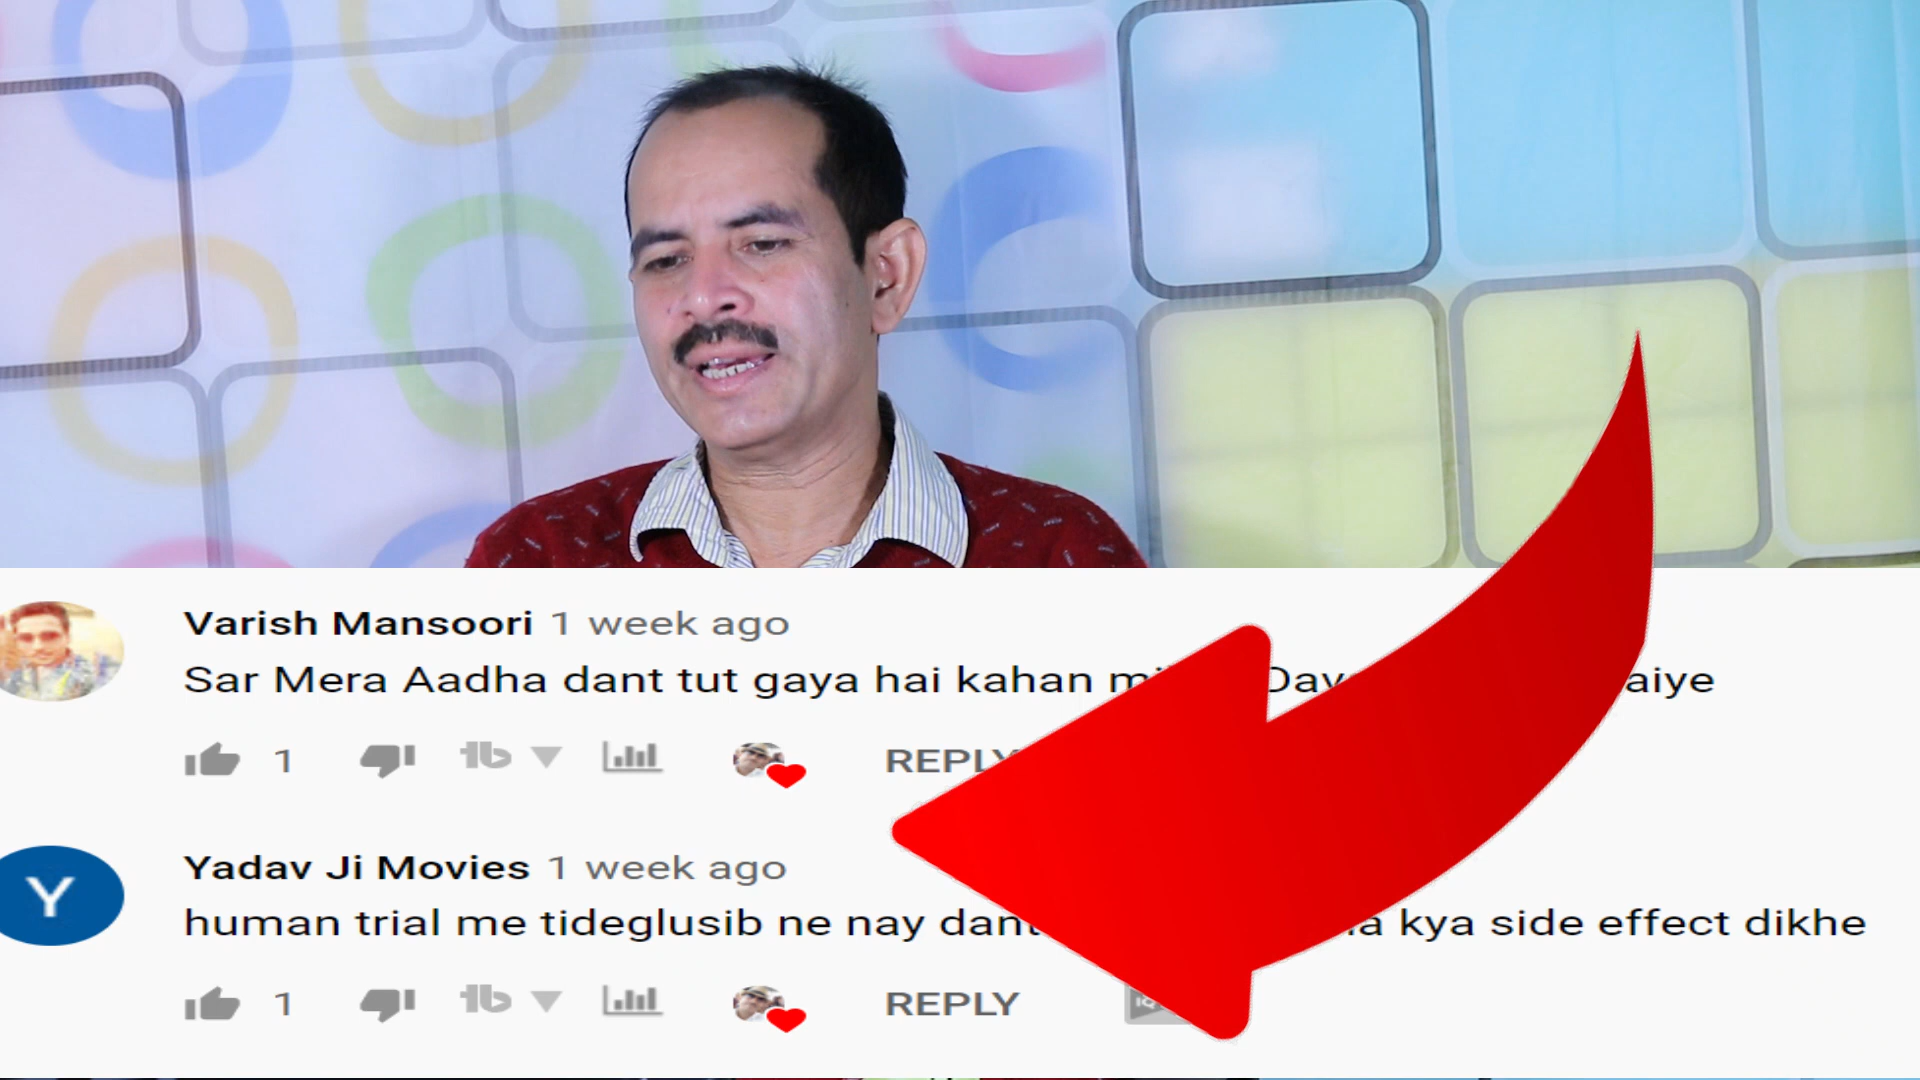 Varish Mansoori 1 week ago
Sar Mera Aadha dant tut gaya hai kahan
1
REPLY
Y
Yadav Ji Movies 1 week ago
human trial me tideglusib ne nay kya side effect dikhe
1
REPLY